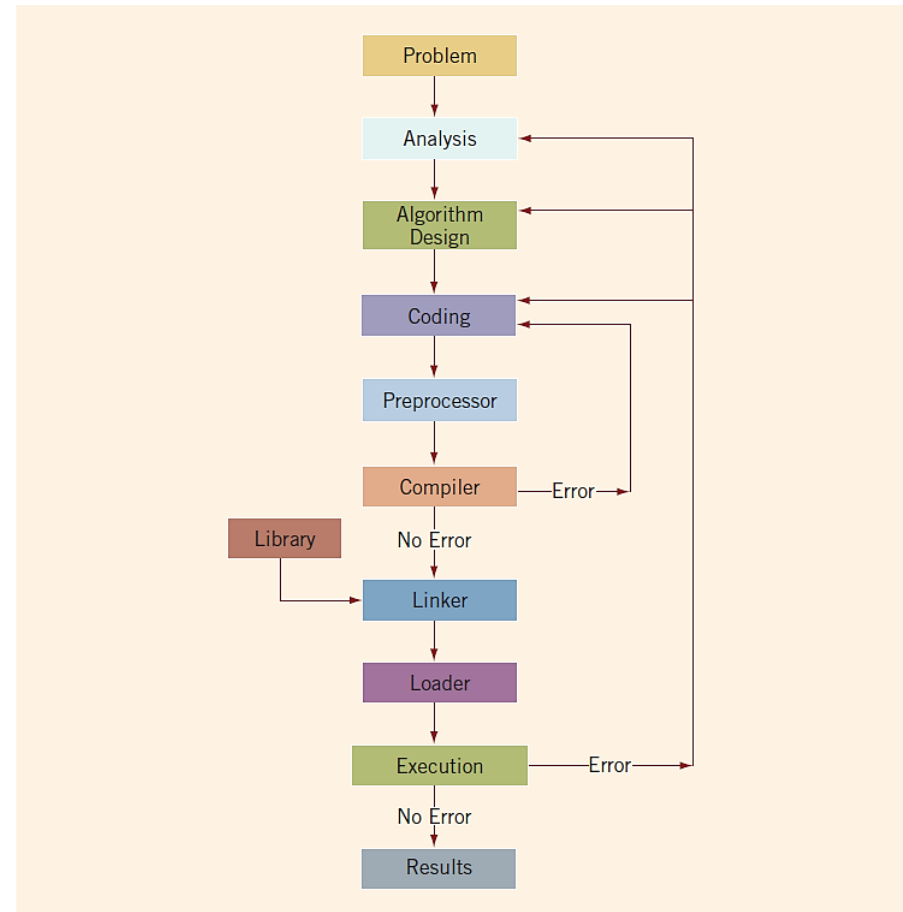 Problem
Analysis
Algorithm
Design
Coding
Preprocessor
Compiler
Error
Library
No Error
Linker
Loader
Execution
Error
No Error
Results